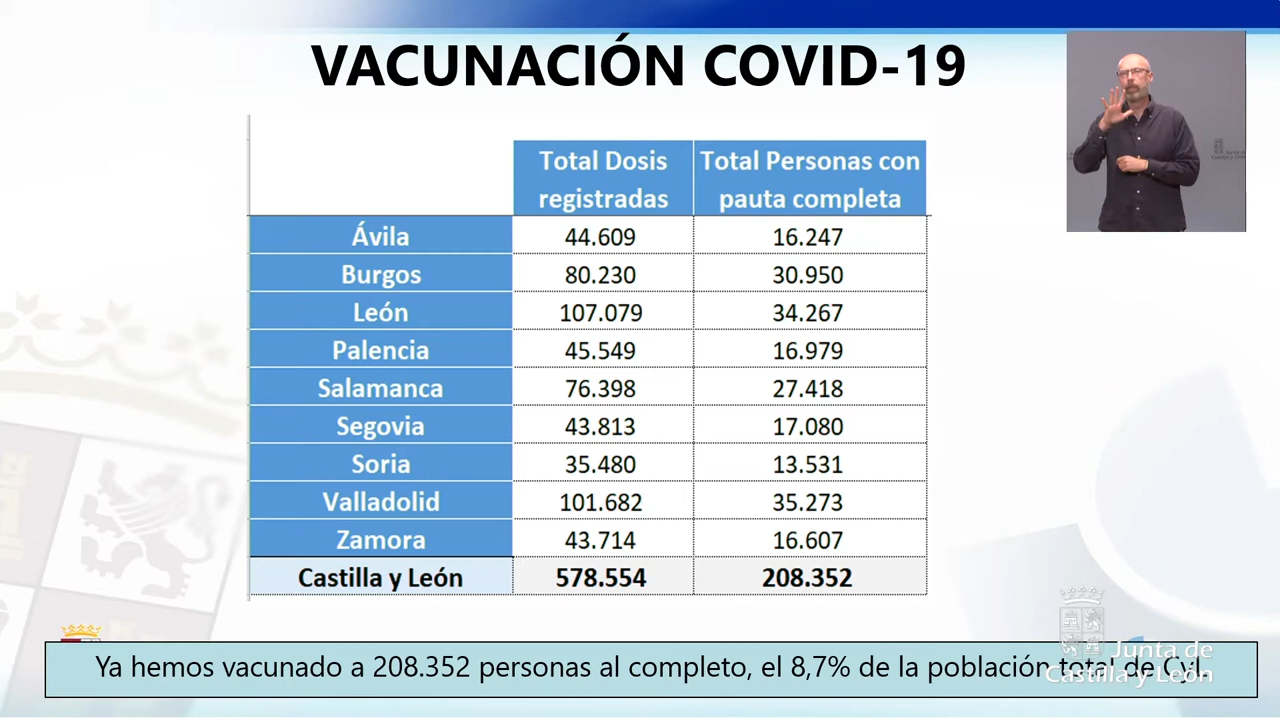 VACUNACIÓN COVID-19
Total Dosis registradas Total Personas con pauta completa
Ávila 44.609 16.247
Burgos 80.230 30.950
León 107.079 34.267
Palencia 45.549 16.979
Salamanca 76.398 27.418
Segovia 43.813 17.080
Soria 35.480 13.531
Valladolid 101.682 35.273
Zamora 43.714 16.607
Castilla y León 578.554 208.352
Ya hemos vacunado a 208.352 personas al completo, el 8,7% de la población total de CyL
Junta de
Castilla y León
Junta de
Castilla y León